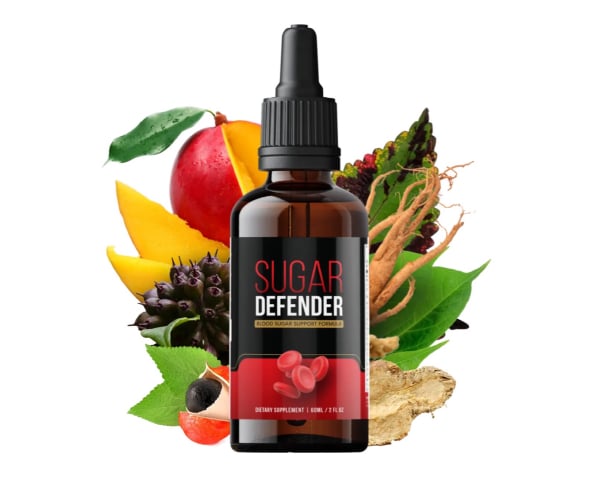 SUGAR
DEFENDER
BLOOD SUGAR SUPPORT FORMULA
DIETARY SUPPLEMENT | 60ML / 2 FL OZ